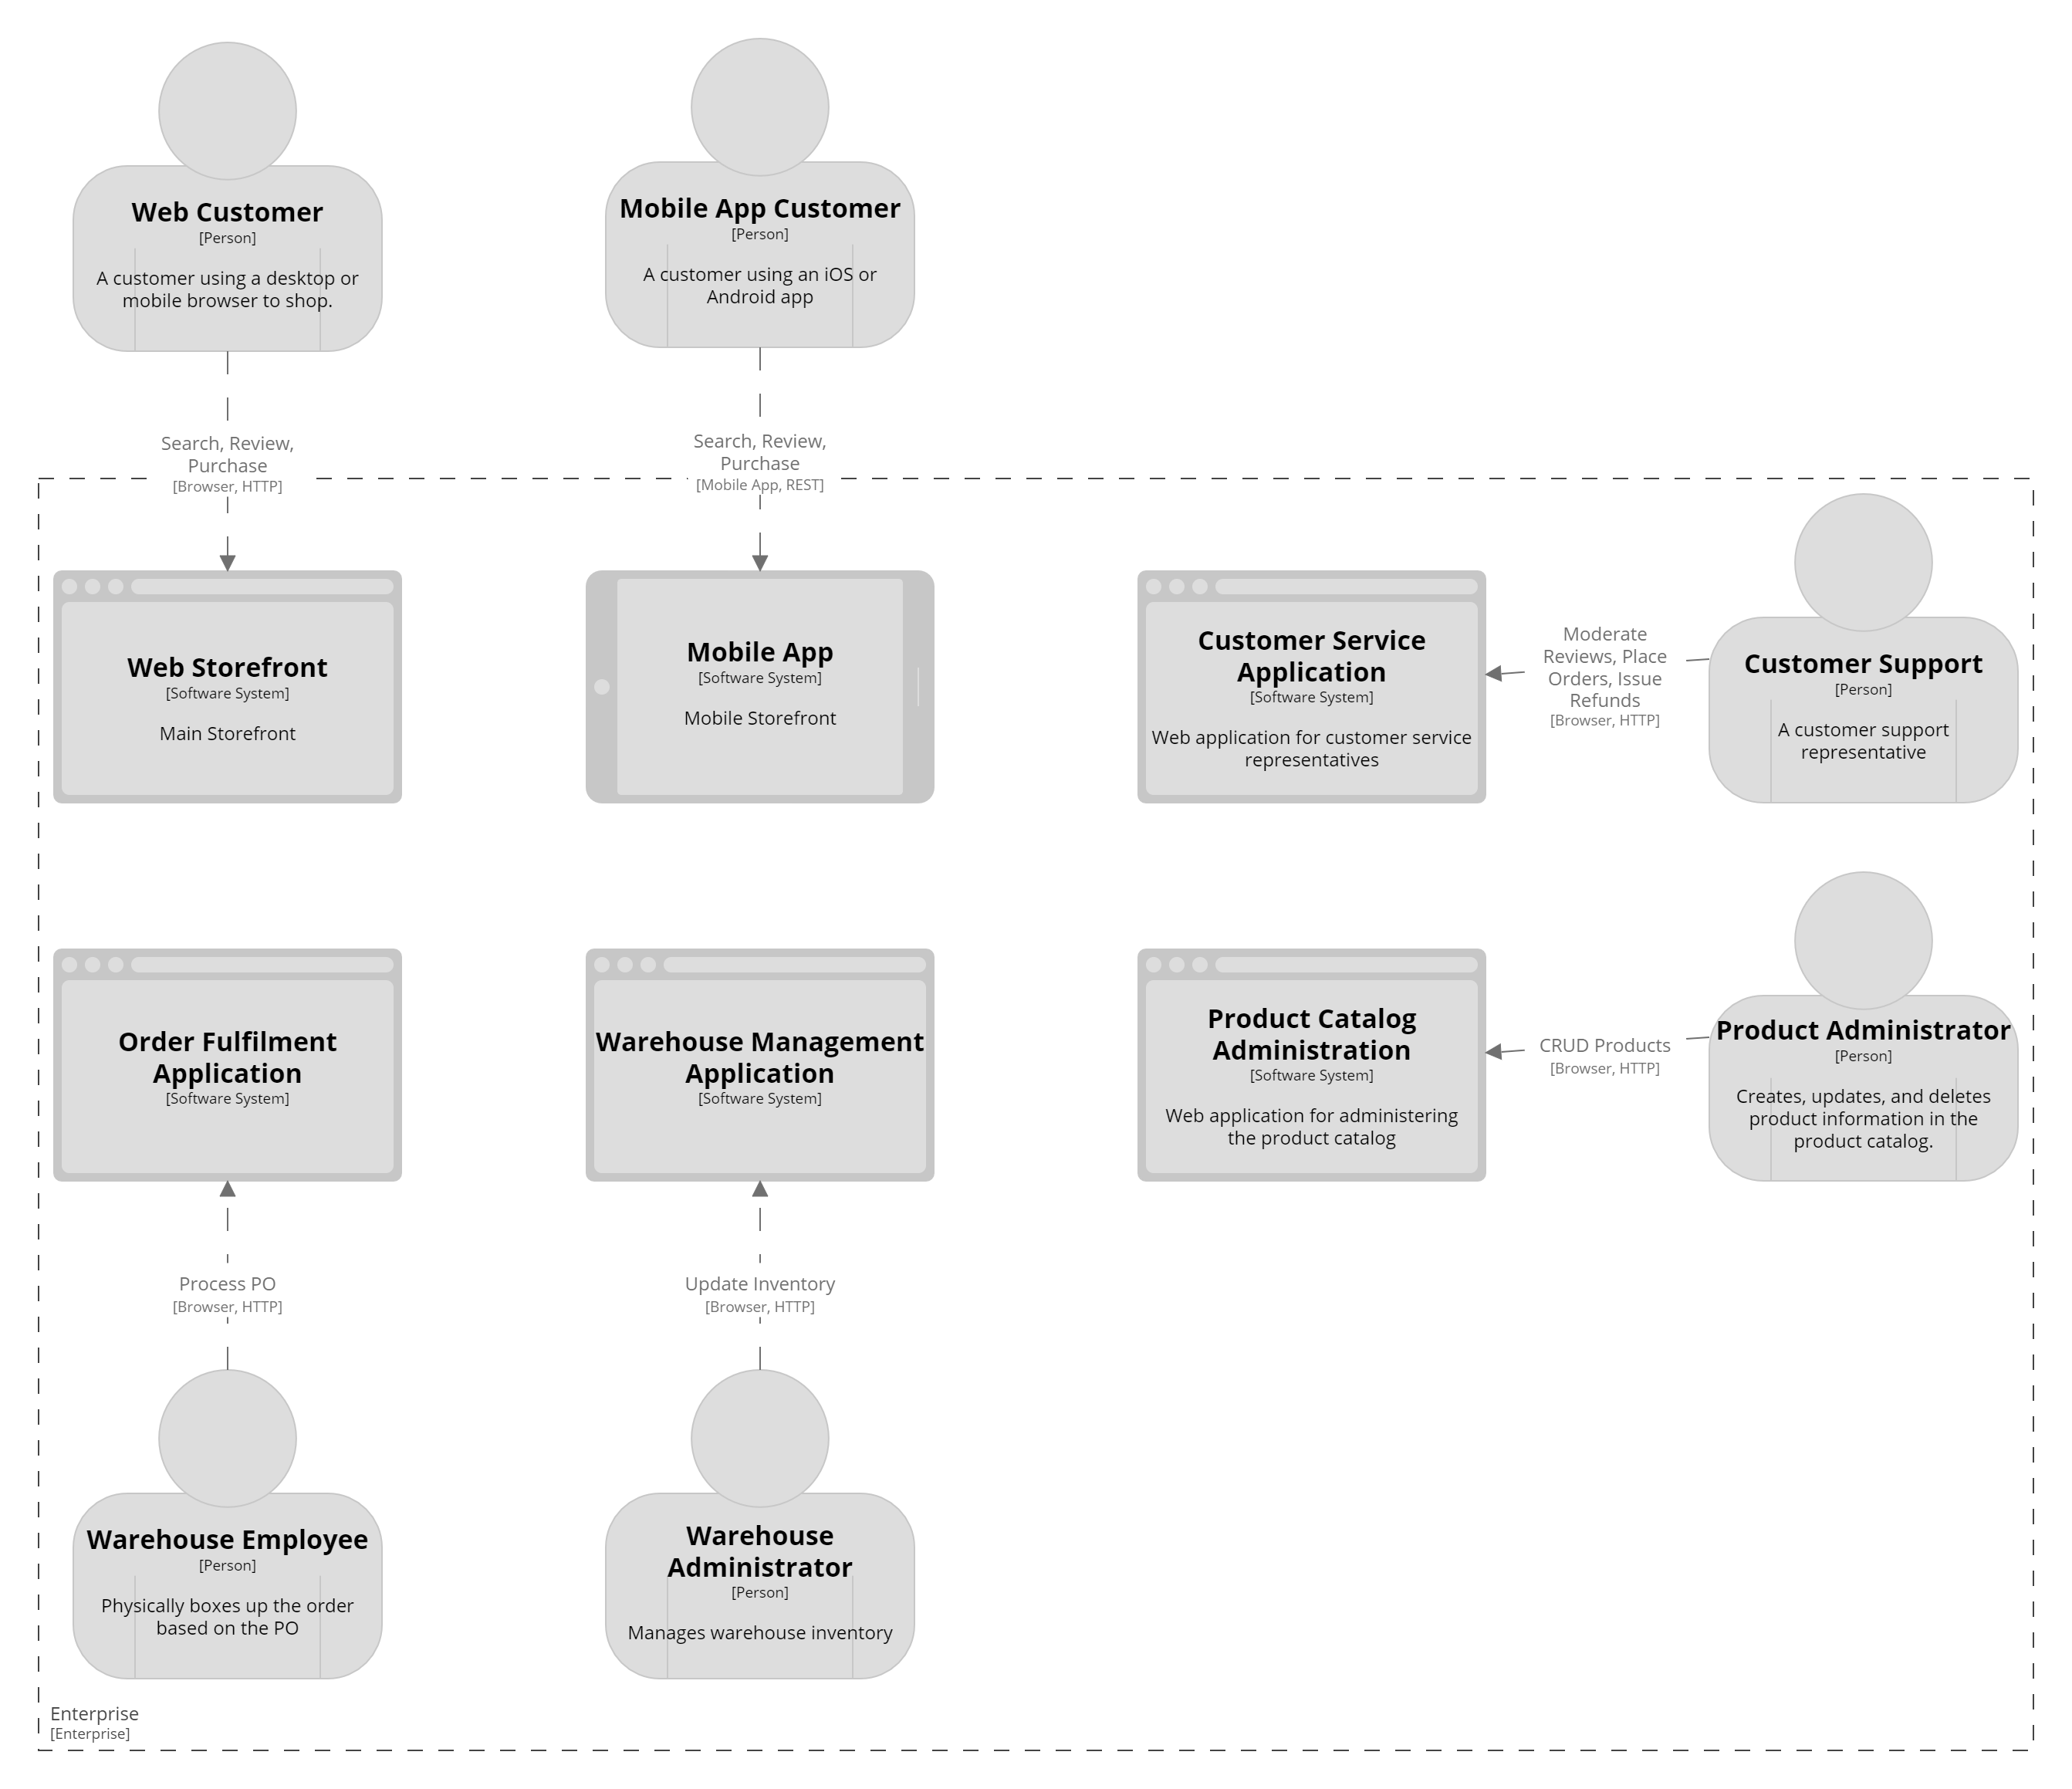 Web Customer
[Person]
A customer using a desktop or
mobile browser to shop.
Mobile App Customer
[Person]
A customer using an iOS or
Android app
Search, Review,
Purchase
[Browser, HTTP]
Search, Review,
Purchase
[Mobile App, REST]
Web Storefront
[Software System]
Main Storefront
Mobile App
[Software System]
Mobile Storefront
Customer Service
Application
[Software System]
Web application for customer service
representatives
Moderate
Reviews, Place
Orders, Issue
Refunds
[Browser, HTTP]
Customer Support
[Person]
A customer support
representative
Order Fulfilment
Application
[Software System]
Warehouse Management
Application
[Software System]
Product Catalog
Administration
[Software System]
Web application for administering
the product catalog
CRUD Products
[Browser, HTTP]
Product Administrator
[Person]
Creates, updates, and deletes
product information in the
product catalog.
Process PO
[Browser, HTTP]
Update Inventory
[Browser, HTTP]
Warehouse Employee
[Person]
Physically boxes up the order
based on the PO
Warehouse
Administrator
[Person]
Manages warehouse inventory
Enterprise
[Enterprise]